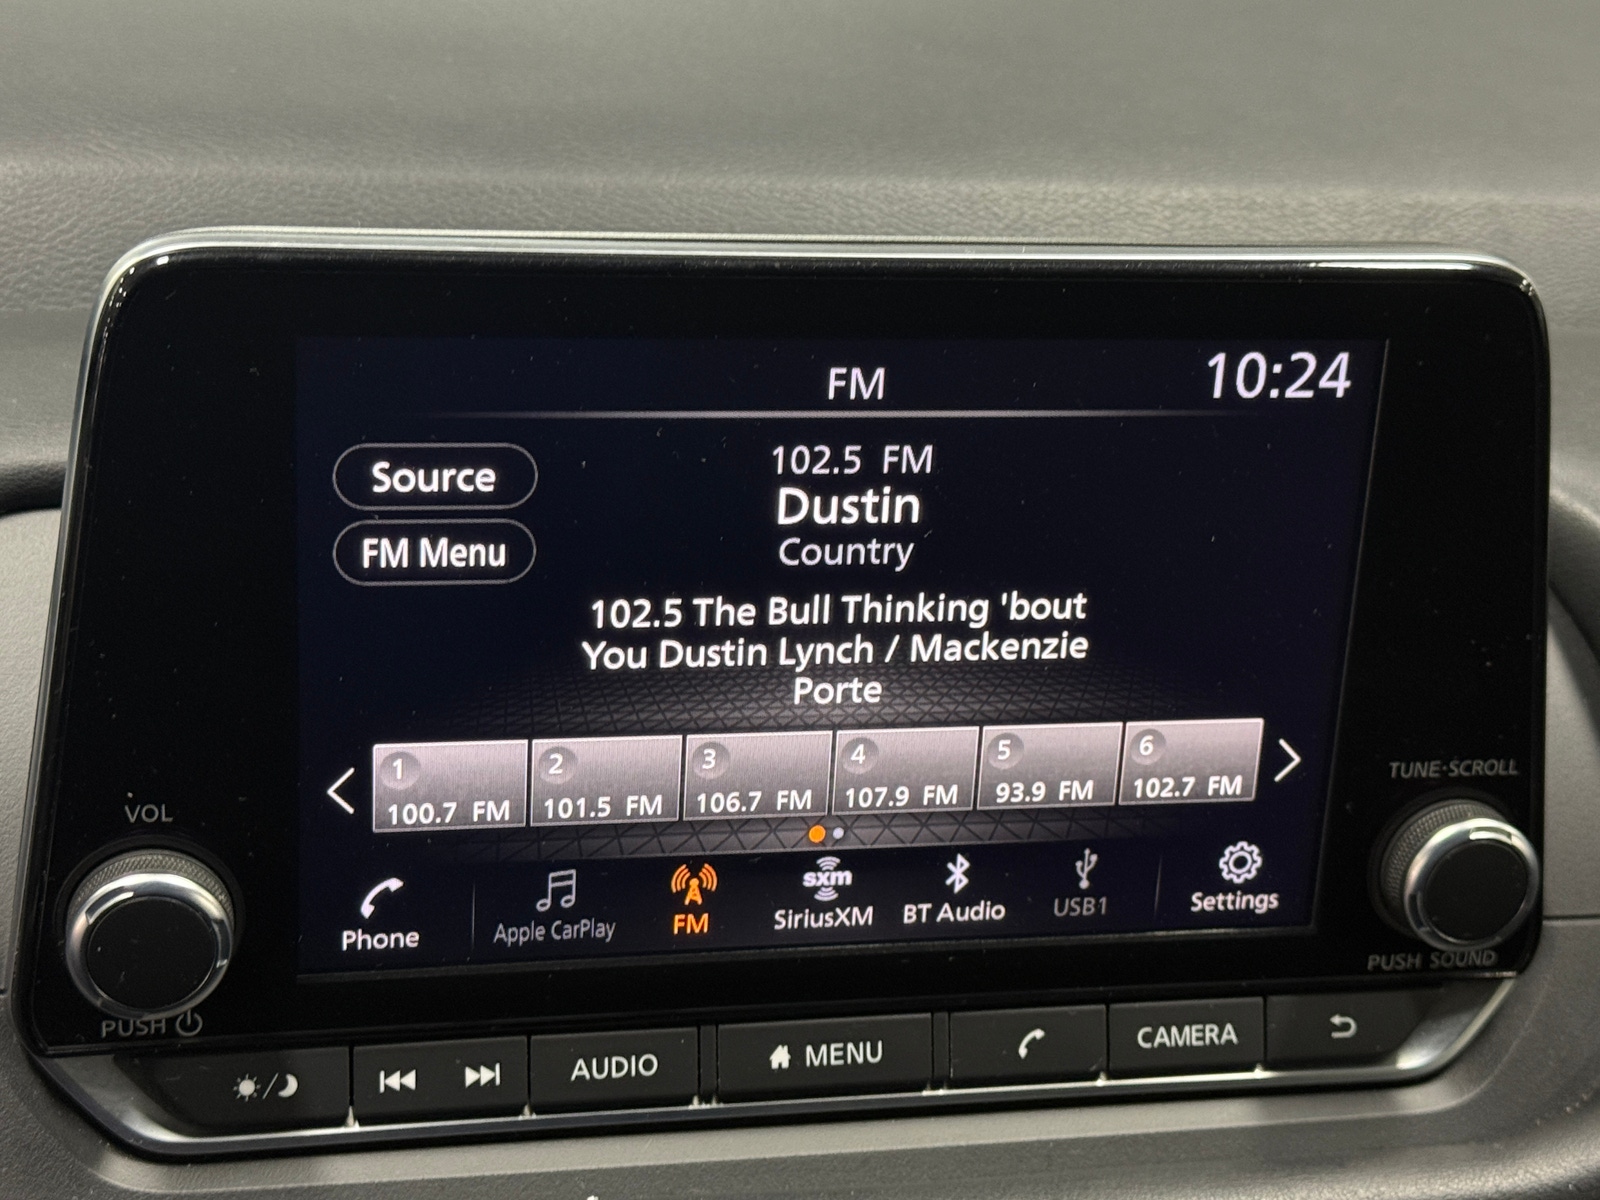 FM
10:24
Source
FM Menu
102.5 FM
Dustin
Country
102.5 The Bull Thinking 'bout
You Dustin Lynch / Mackenzie
Porte
1
100.7 FM
2
101.5 FM
3
106.7 FM
4
107.9 FM
5
93.9 FM
6
102.7 FM
Phone
Apple CarPlay
FM
sxm
SiriusXM
BT Audio
USB1
Settings
VOL
PUSH
TUNE·SCROLL
PUSH SOUND
AUDIO
MENU
CAMERA